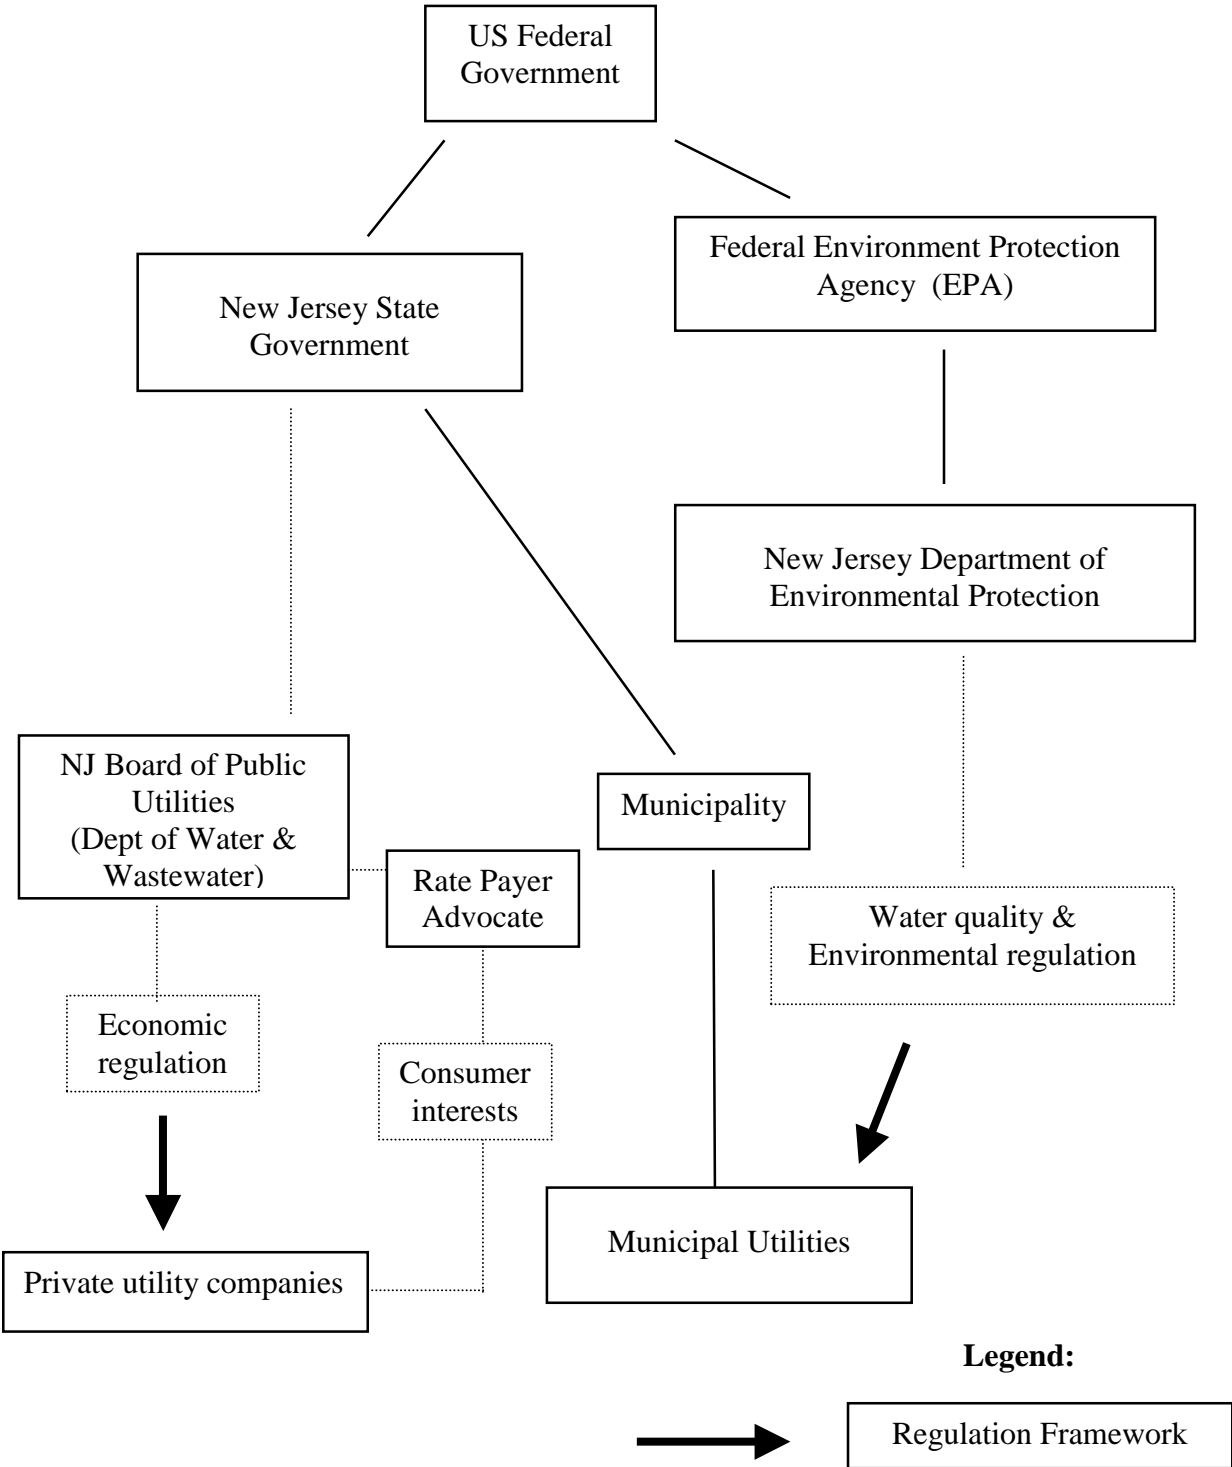 US Federal
Government
Federal Environment Protection
Agency (EPA)
New Jersey State
Government
New Jersey Department of
Environmental Protection
NJ Board of Public
Utilities
(Dept of Water &
Wastewater)
Municipality
Rate Payer
Advocate
Water quality &
Environmental regulation
Economic
regulation
Consumer
interests
Municipal Utilities
Private utility companies
Legend:
Regulation Framework